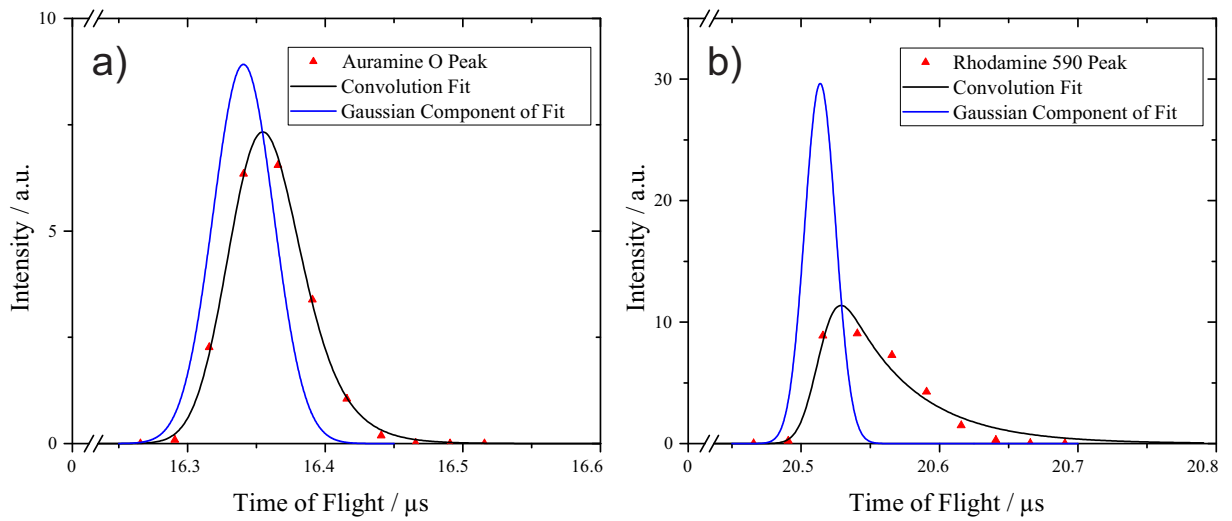 a)
Auramine O Peak
Convolution Fit
Gaussian Component of Fit
Intensity / a.u.
10
5
0
0 16.3 16.4 16.5 16.6
Time of Flight / µs
b)
Rhodamine 590 Peak
Convolution Fit
Gaussian Component of Fit
Intensity / a.u.
30
20
10
0
0 20.5 20.6 20.7 20.8
Time of Flight / µs